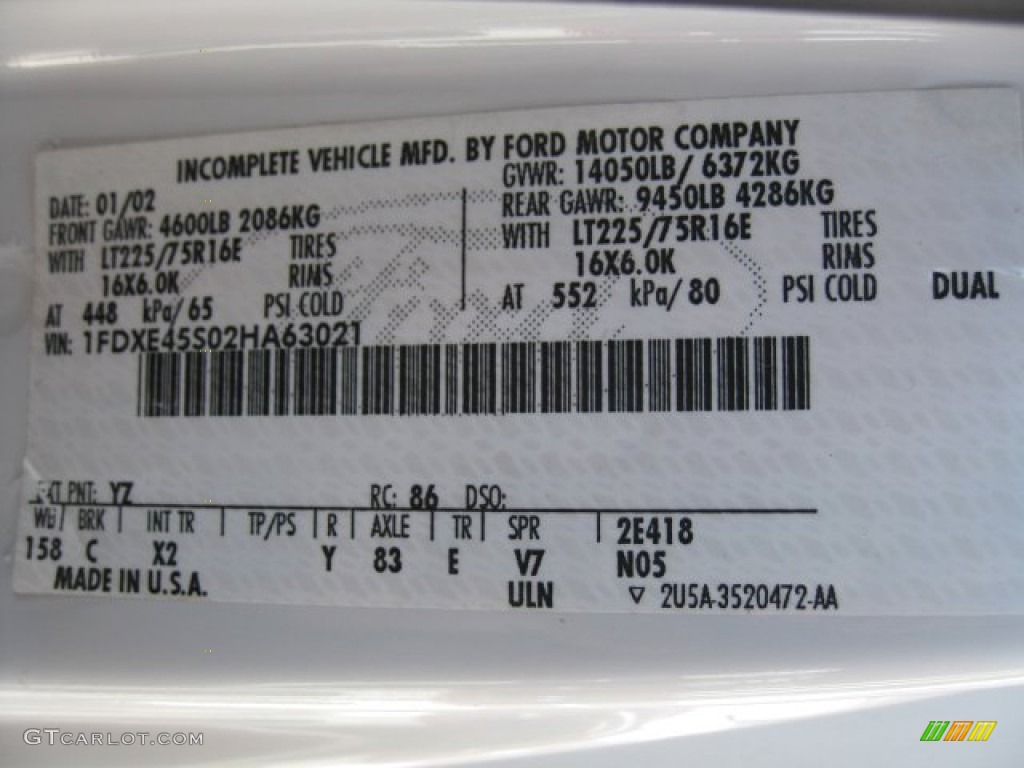 INCOMPLETE VEHICLE MFD. BY FORD MOTOR COMPANY
DATE: 01/02 GVWR: 14050LB/ 6372KG
FRONT GAWR: 4600LB 2086KG REAR GAWR: 9450LB 4286KG
WITH LT225/75R16E TIRES WITH LT225/75R16E TIRES
16X6.0K RIMS 16X6.0K RIMS
AT 448 kPa/65 PSI COLD AT 552 kPa/80 PSI COLD DUAL
VIN: 1FDXE45S02HA63021
EXT PNT: YZ RC: 86 DSO:
WB BRK INT TR TP/PS R AXLE TR SPR 2E418
158 C X2 Y 83 E V7 N05
MADE IN U.S.A. ULN 2U5A-3520472-AA
GTCARLOT.COM